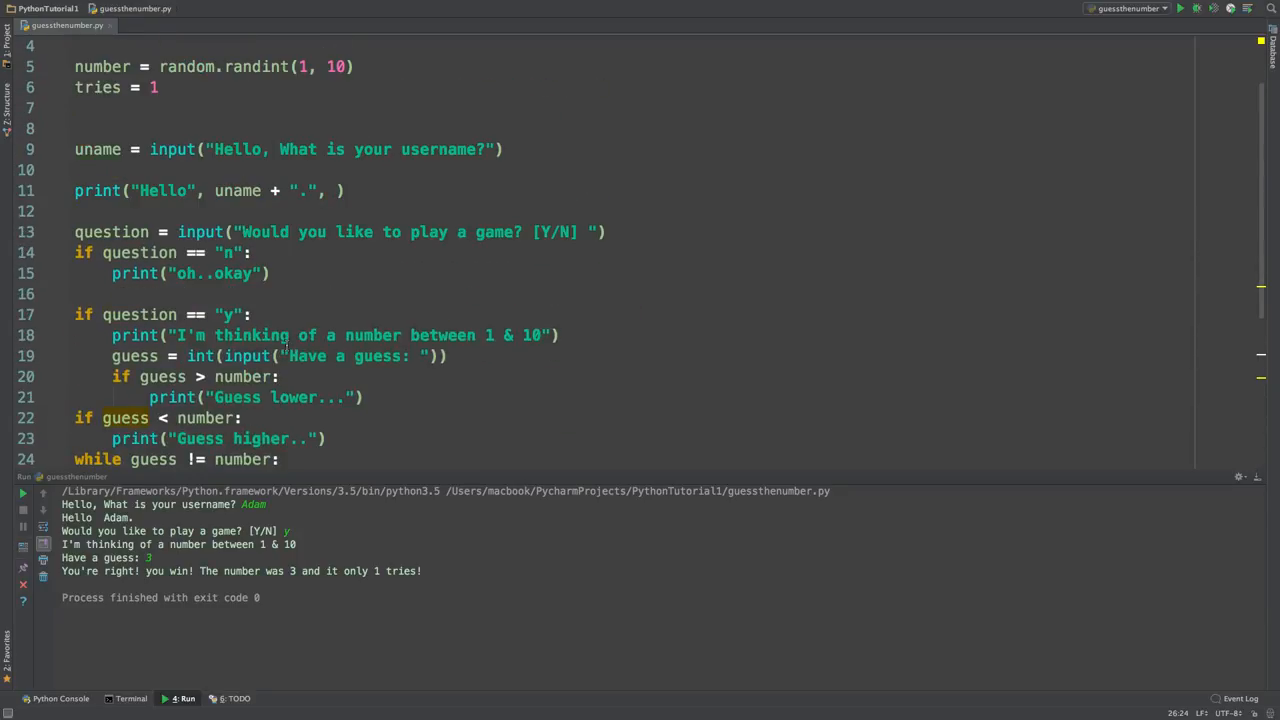 PythonTutorial1 guessthenumber.py guessthenumber
guessthenumber.py
1: Project
Z: Structure
2: Favorites
Database
4
5 number = random.randint(1, 10)
6 tries = 1
7
8
9 uname = input("Hello, What is your username?")
10
11 print("Hello", uname + ".", )
12
13 question = input("Would you like to play a game? [Y/N] ")
14 if question == "n":
15 print("oh..okay")
16
17 if question == "y":
18 print("I'm thinking of a number between 1 & 10")
19 guess = int(input("Have a guess: "))
20 if guess > number:
21 print("Guess lower...")
22 if guess < number:
23 print("Guess higher..")
24 while guess != number:
Run guessthenumber
/Library/Frameworks/Python.framework/Versions/3.5/bin/python3.5 /Users/macbook/PycharmProjects/PythonTutorial1/guessthenumber.py
Hello, What is your username? Adam
Hello  Adam.
Would you like to play a game? [Y/N] y
I'm thinking of a number between 1 & 10
Have a guess: 3
You're right! you win! The number was 3 and it only 1 tries!
Process finished with exit code 0
Python Console Terminal 4: Run 6: TODO Event Log
26:24 LF÷ UTF-8÷